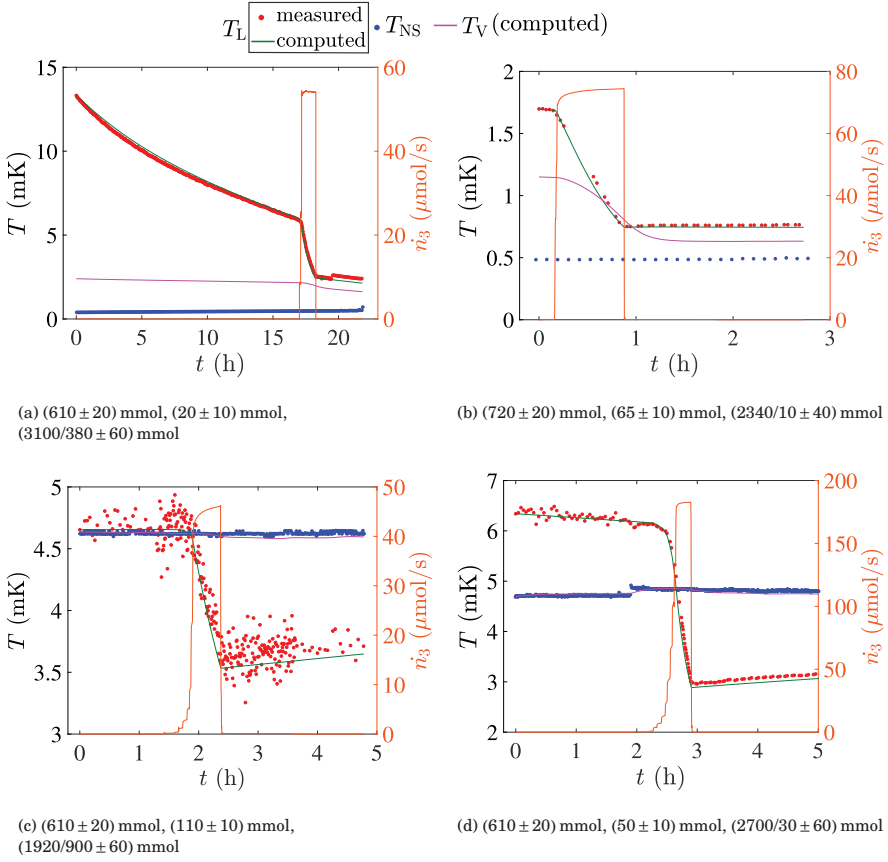 T_L measured
computed
T_NS
T_V (computed)
15
10
5
0
T (mK)
60
50
40
30
20
10
0
ṅ_3 (μmol/s)
0 5 10 15 20
t (h)
2
1.5
1
0.5
0
T (mK)
80
60
40
20
0
ṅ_3 (μmol/s)
0 1 2 3
t (h)
(a) (610 ± 20) mmol, (20 ± 10) mmol,
(3100/380 ± 60) mmol
(b) (720 ± 20) mmol, (65 ± 10) mmol, (2340/10 ± 40) mmol
5
4.5
4
3.5
3
T (mK)
50
40
30
20
10
0
ṅ_3 (μmol/s)
0 1 2 3 4 5
t (h)
7
6
5
4
3
2
T (mK)
200
150
100
50
0
ṅ_3 (μmol/s)
0 1 2 3 4 5
t (h)
(c) (610 ± 20) mmol, (110 ± 10) mmol,
(1920/900 ± 60) mmol
(d) (610 ± 20) mmol, (50 ± 10) mmol, (2700/30 ± 60) mmol